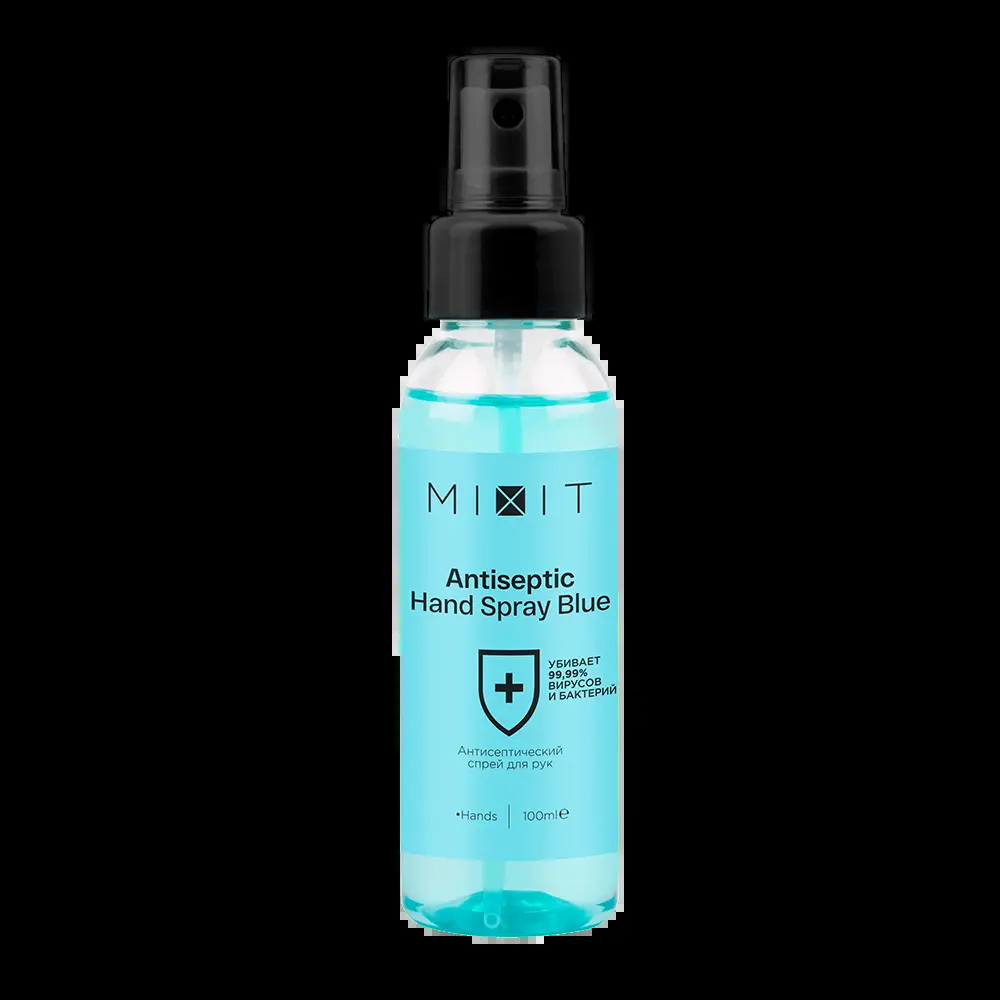 MIXIT
Antiseptic
Hand Spray Blue
УБИВАЕТ
99,99%
ВИРУСОВ
И БАКТЕРИЙ
Антисептический
спрей для рук
•Hands | 100ml℮